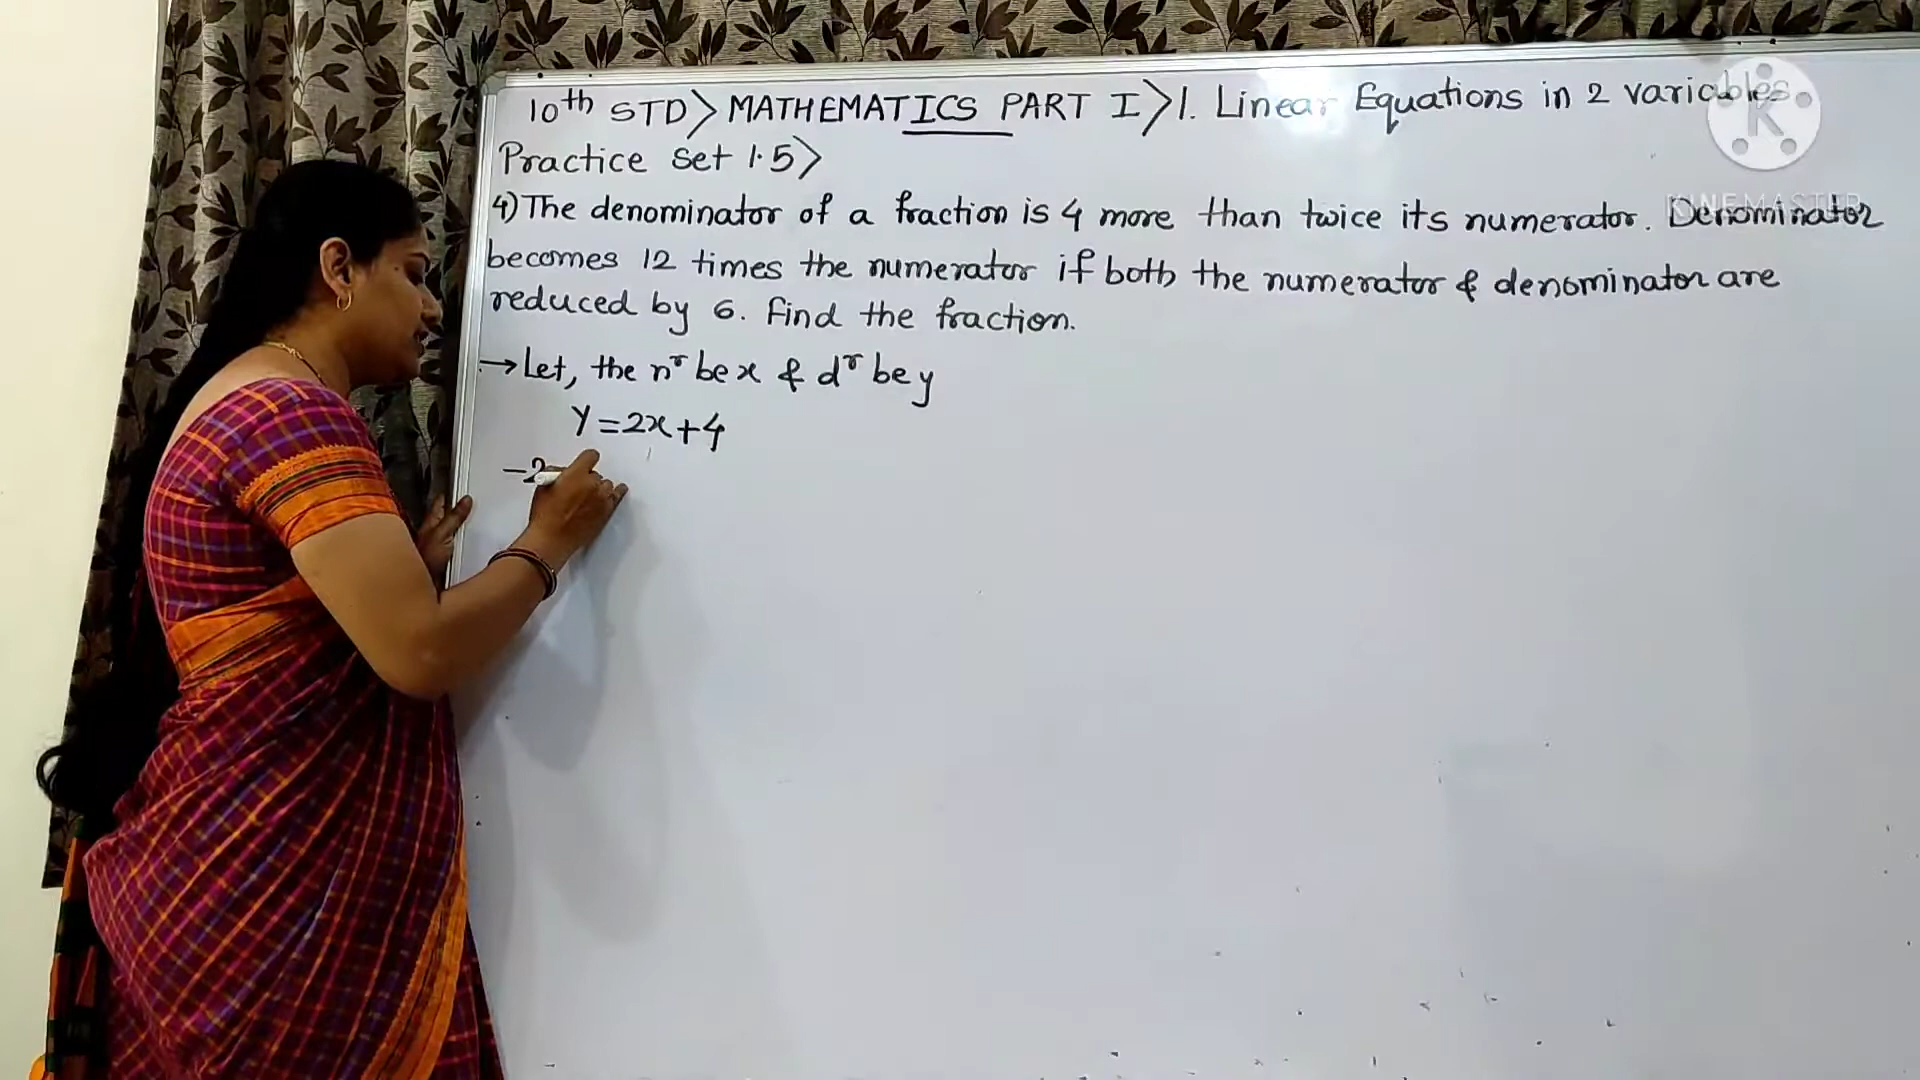 10th STD> MATHEMATICS PART I> 1. Linear Equations in 2 variables
Practice Set 1.5>
4) The denominator of a fraction is 4 more than twice its numerator. Denominator
becomes 12 times the numerator if both the numerator & denominator are
reduced by 6. Find the fraction.
→ Let, the nʳ be x & dʳ be y
y = 2x + 4
-2
K
KINEMASTER